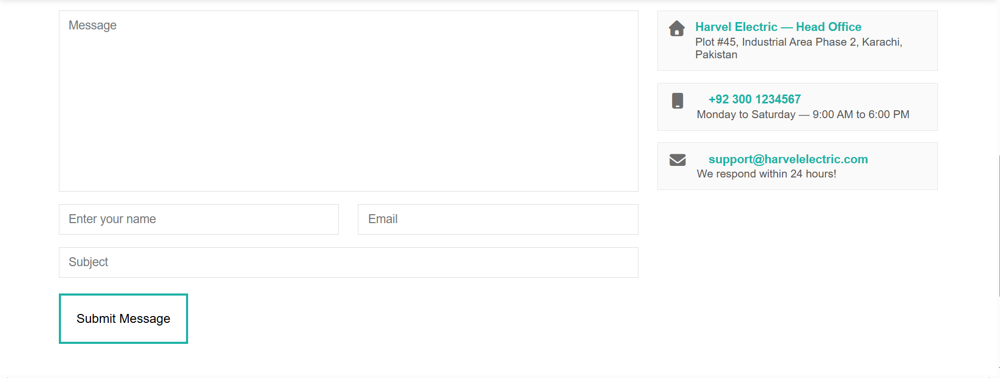 Message
Enter your name
Email
Subject
Submit Message
Harvel Electric — Head Office
Plot #45, Industrial Area Phase 2, Karachi,
Pakistan
+92 300 1234567
Monday to Saturday — 9:00 AM to 6:00 PM
support@harvelelectric.com
We respond within 24 hours!